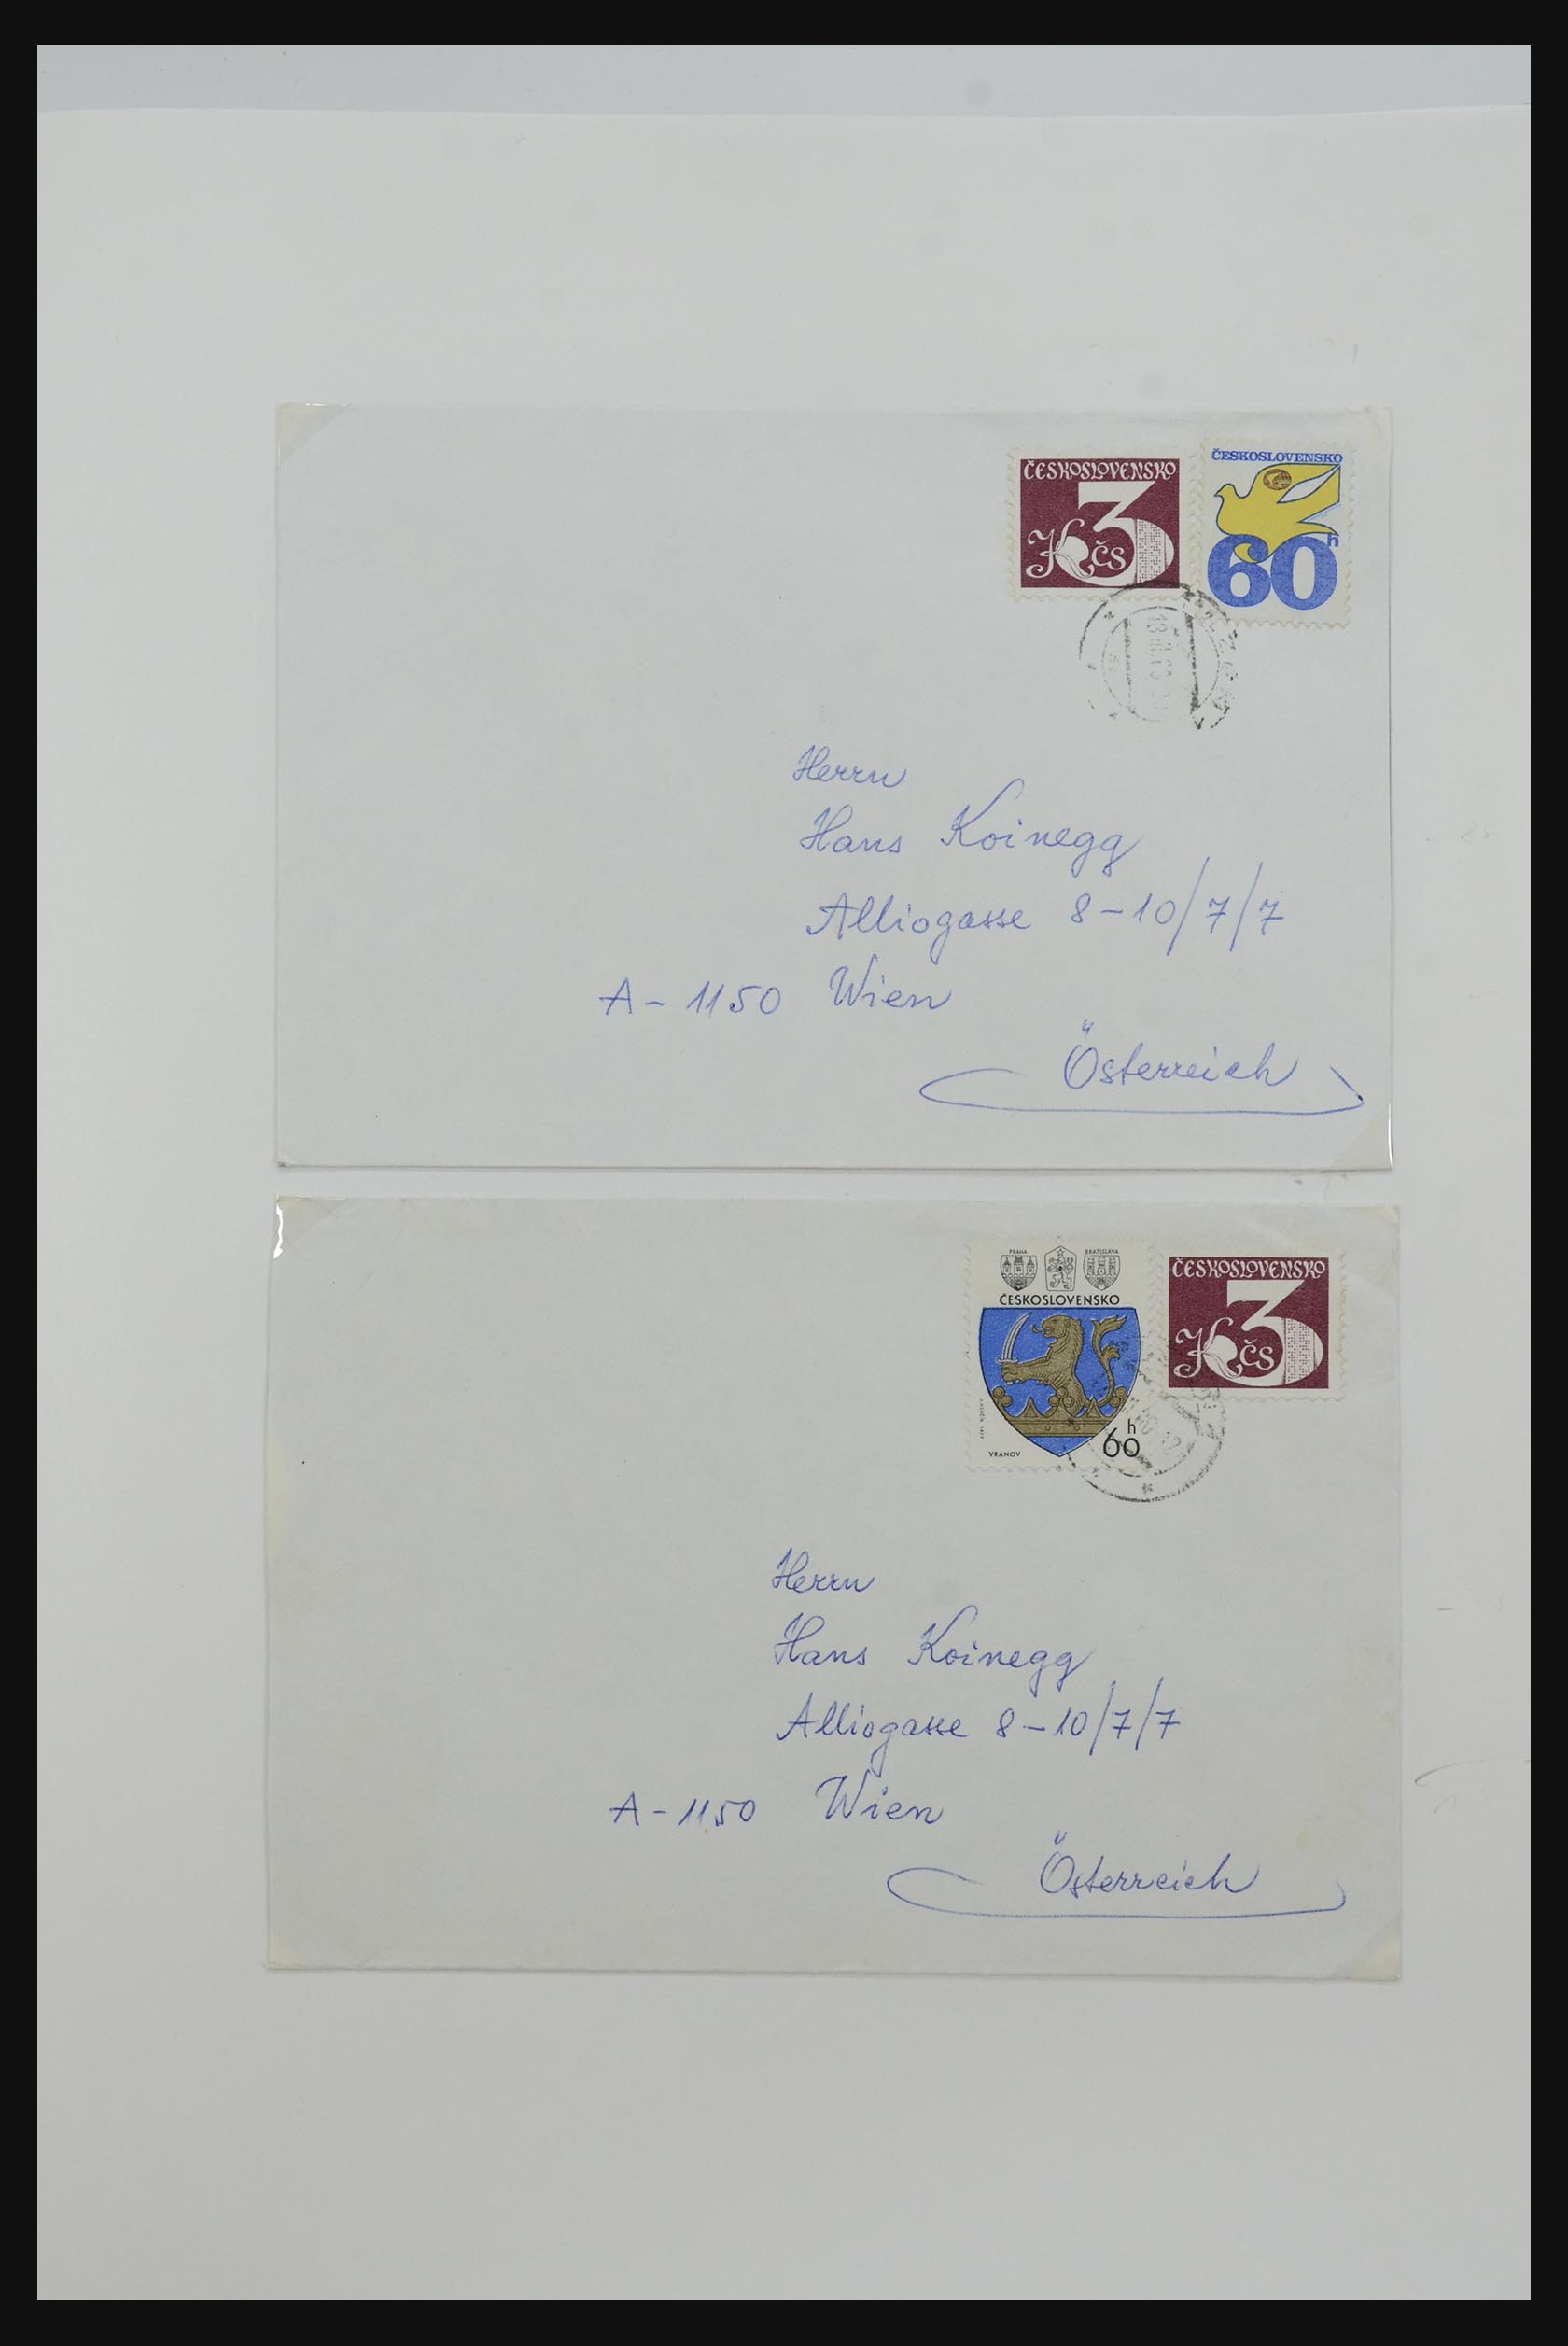 ČESKOSLOVENSKO
3
Kčs
ČESKOSLOVENSKO
60 h
Herrn
Hans Koinegg
Alliogasse 8-10/7/7
A- 1150 Wien
Österreich
PRAHA BRATISLAVA
ČESKOSLOVENSKO
60 h
VRANOV
ČESKOSLOVENSKO
3
Kčs
Herrn
Hans Koinegg
Alliogasse 8-10/7/7
A-1150 Wien
Österreich